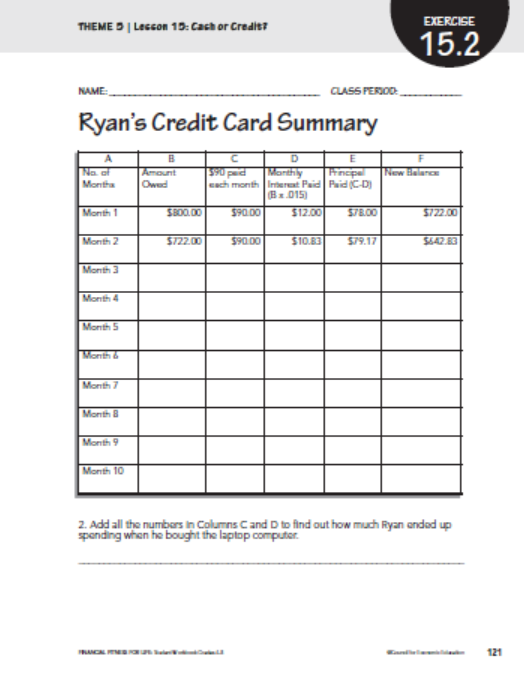 THEME 5 | Lesson 15: Cash or Credit?
EXERCISE
15.2
NAME: CLASS PERIOD:
Ryan's Credit Card Summary
A B C D E F
No. of Months Amount Owed $90 paid each month Monthly Interest Paid (B x .015) Principal Paid (C-D) New Balance
Month 1 $800.00 $90.00 $12.00 $78.00 $722.00
Month 2 $722.00 $90.00 $10.83 $79.17 $642.83
Month 3
Month 4
Month 5
Month 6
Month 7
Month 8
Month 9
Month 10
2. Add all the numbers in Columns C and D to find out how much Ryan ended up
spending when he bought the laptop computer.
FINANCIAL FITNESS FOR LIFE: Student Workbook Grades 6-8 ©Council for Economic Education 121